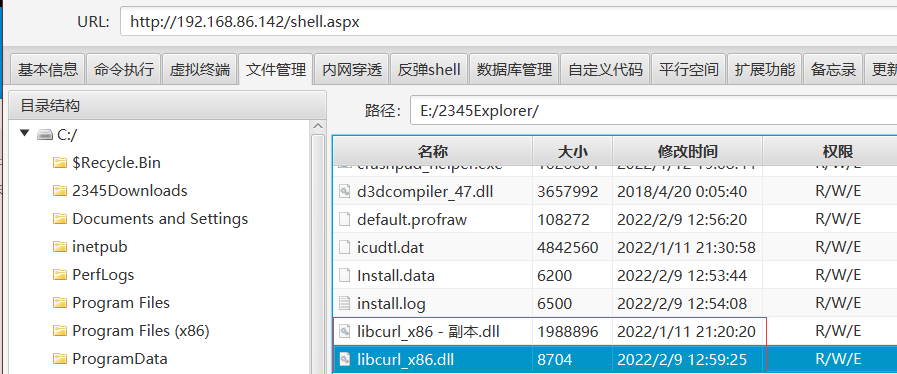 URL: http://192.168.86.142/shell.aspx
基本信息 命令执行 虚拟终端 文件管理 内网穿透 反弹shell 数据库管理 自定义代码 平行空间 扩展功能 备忘录 更新
目录结构
C:/
$Recycle.Bin
2345Downloads
Documents and Settings
inetpub
PerfLogs
Program Files
Program Files (x86)
ProgramData
路径: E:/2345Explorer/
名称 大小 修改时间 权限
R/W/E
d3dcompiler_47.dll 3657992 2018/4/20 0:05:40 R/W/E
default.profraw 108272 2022/2/9 12:56:20 R/W/E
icudtl.dat 4842560 2022/1/11 21:30:58 R/W/E
Install.data 6200 2022/2/9 12:53:44 R/W/E
install.log 6500 2022/2/9 12:54:08 R/W/E
libcurl_x86 - 副本.dll 1988896 2022/1/11 21:20:20 R/W/E
libcurl_x86.dll 8704 2022/2/9 12:59:25 R/W/E